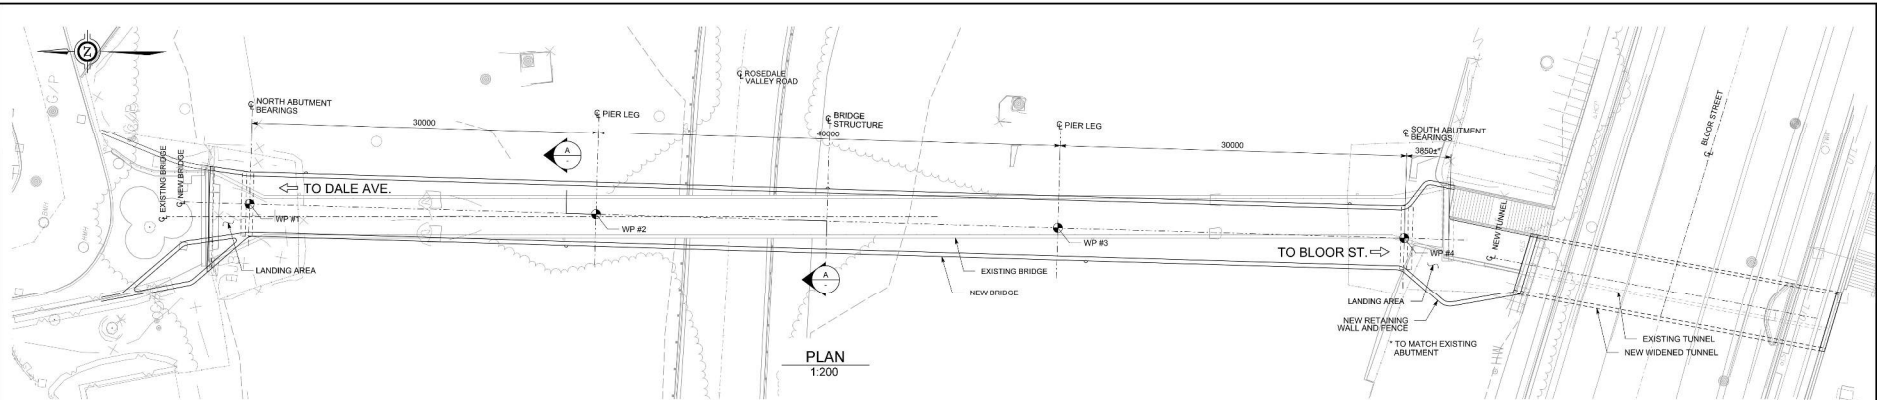 Z
G/P
℄ NORTH ABUTMENT
BEARINGS
30000
℄ PIER LEG
℄ ROSEDALE
VALLEY ROAD
℄ BRIDGE
STRUCTURE
40000
℄ PIER LEG
30000
℄ SOUTH ABUTMENT
BEARINGS
3850±*
℄ BLOOR STREET
A
-
℄ EXISTING BRIDGE
℄ NEW BRIDGE
TO DALE AVE.
WP #1
WP #2
WP #3
TO BLOOR ST.
WP #4
℄ NEW TUNNEL
LANDING AREA
EXISTING BRIDGE
NEW BRIDGE
A
-
LANDING AREA
NEW RETAINING
WALL AND FENCE
* TO MATCH EXISTING
ABUTMENT
EXISTING TUNNEL
NEW WIDENED TUNNEL
PLAN
1:200